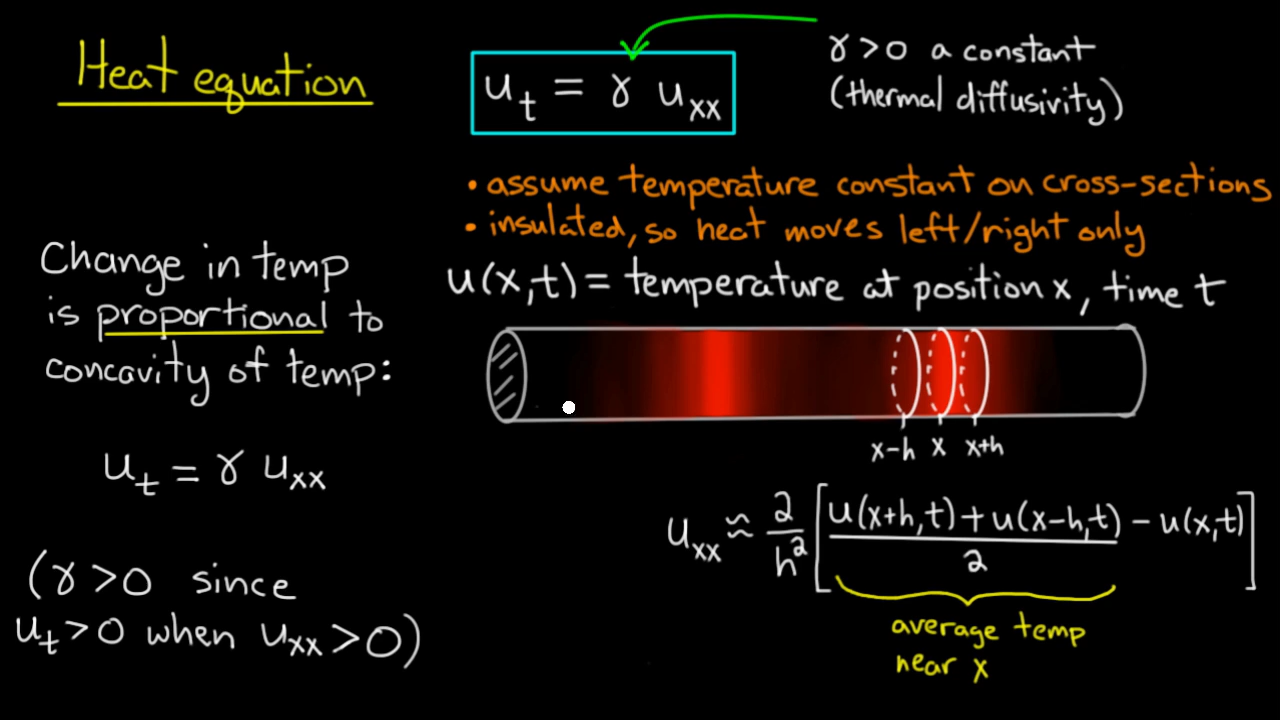 Heat equation
u_t = γ u_xx
γ > 0 a constant
(thermal diffusivity)
• assume temperature constant on cross-sections
• insulated, so heat moves left/right only
u(x,t) = temperature at position x, time t
Change in temp
is proportional to
concavity of temp:
u_t = γ u_xx
(γ > 0 since
u_t > 0 when u_xx > 0)
x-h x x+h
u_xx ≈ 2/h² [ (u(x+h,t) + u(x-h,t))/2 - u(x,t) ]
average temp
near x